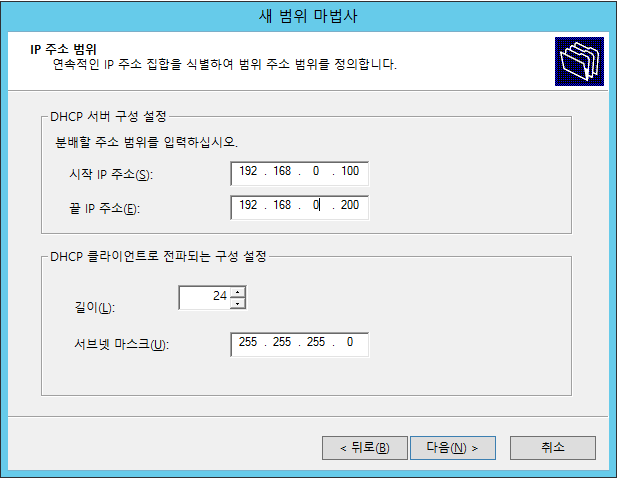 새 범위 마법사
IP 주소 범위
연속적인 IP 주소 집합을 식별하여 범위 주소 범위를 정의합니다.
DHCP 서버 구성 설정
분배할 주소 범위를 입력하십시오.
시작 IP 주소(S): 192 . 168 . 0 . 100
끝 IP 주소(E): 192 . 168 . 0 . 200
DHCP 클라이언트로 전파되는 구성 설정
길이(L): 24
서브넷 마스크(U): 255 . 255 . 255 . 0
< 뒤로(B) 다음(N) > 취소